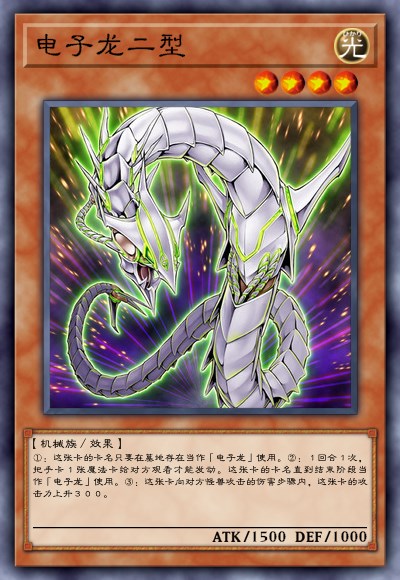 电子龙二型
光
ひかり
【机械族／效果】
①：这张卡的卡名只要在墓地存在当作「电子龙」使用。②：１回合１次，
把手卡１张魔法卡给对方观看才能发动。这张卡的卡名直到结束阶段当
作「电子龙」使用。③：这张卡向对方怪兽攻击的伤害步骤内，这张卡的攻
击力上升３００。
ATK/1500 DEF/1000